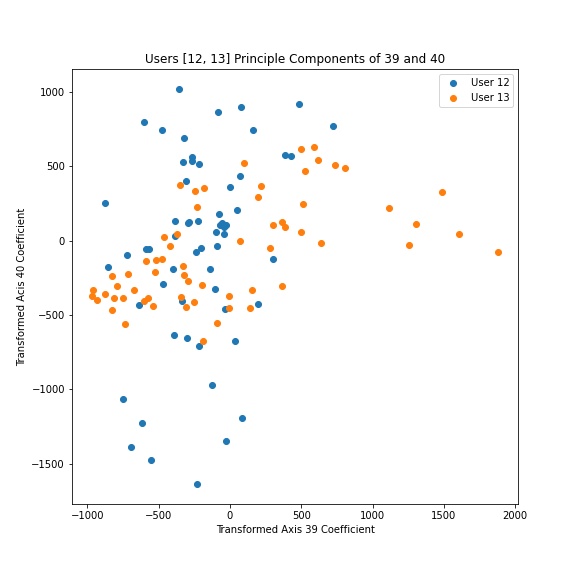 Users [12, 13] Principle Components of 39 and 40
User 12
User 13
Transformed Acis 40 Coefficient
1000
500
0
−500
−1000
−1500
−1000
−500
0
500
1000
1500
2000
Transformed Axis 39 Coefficient